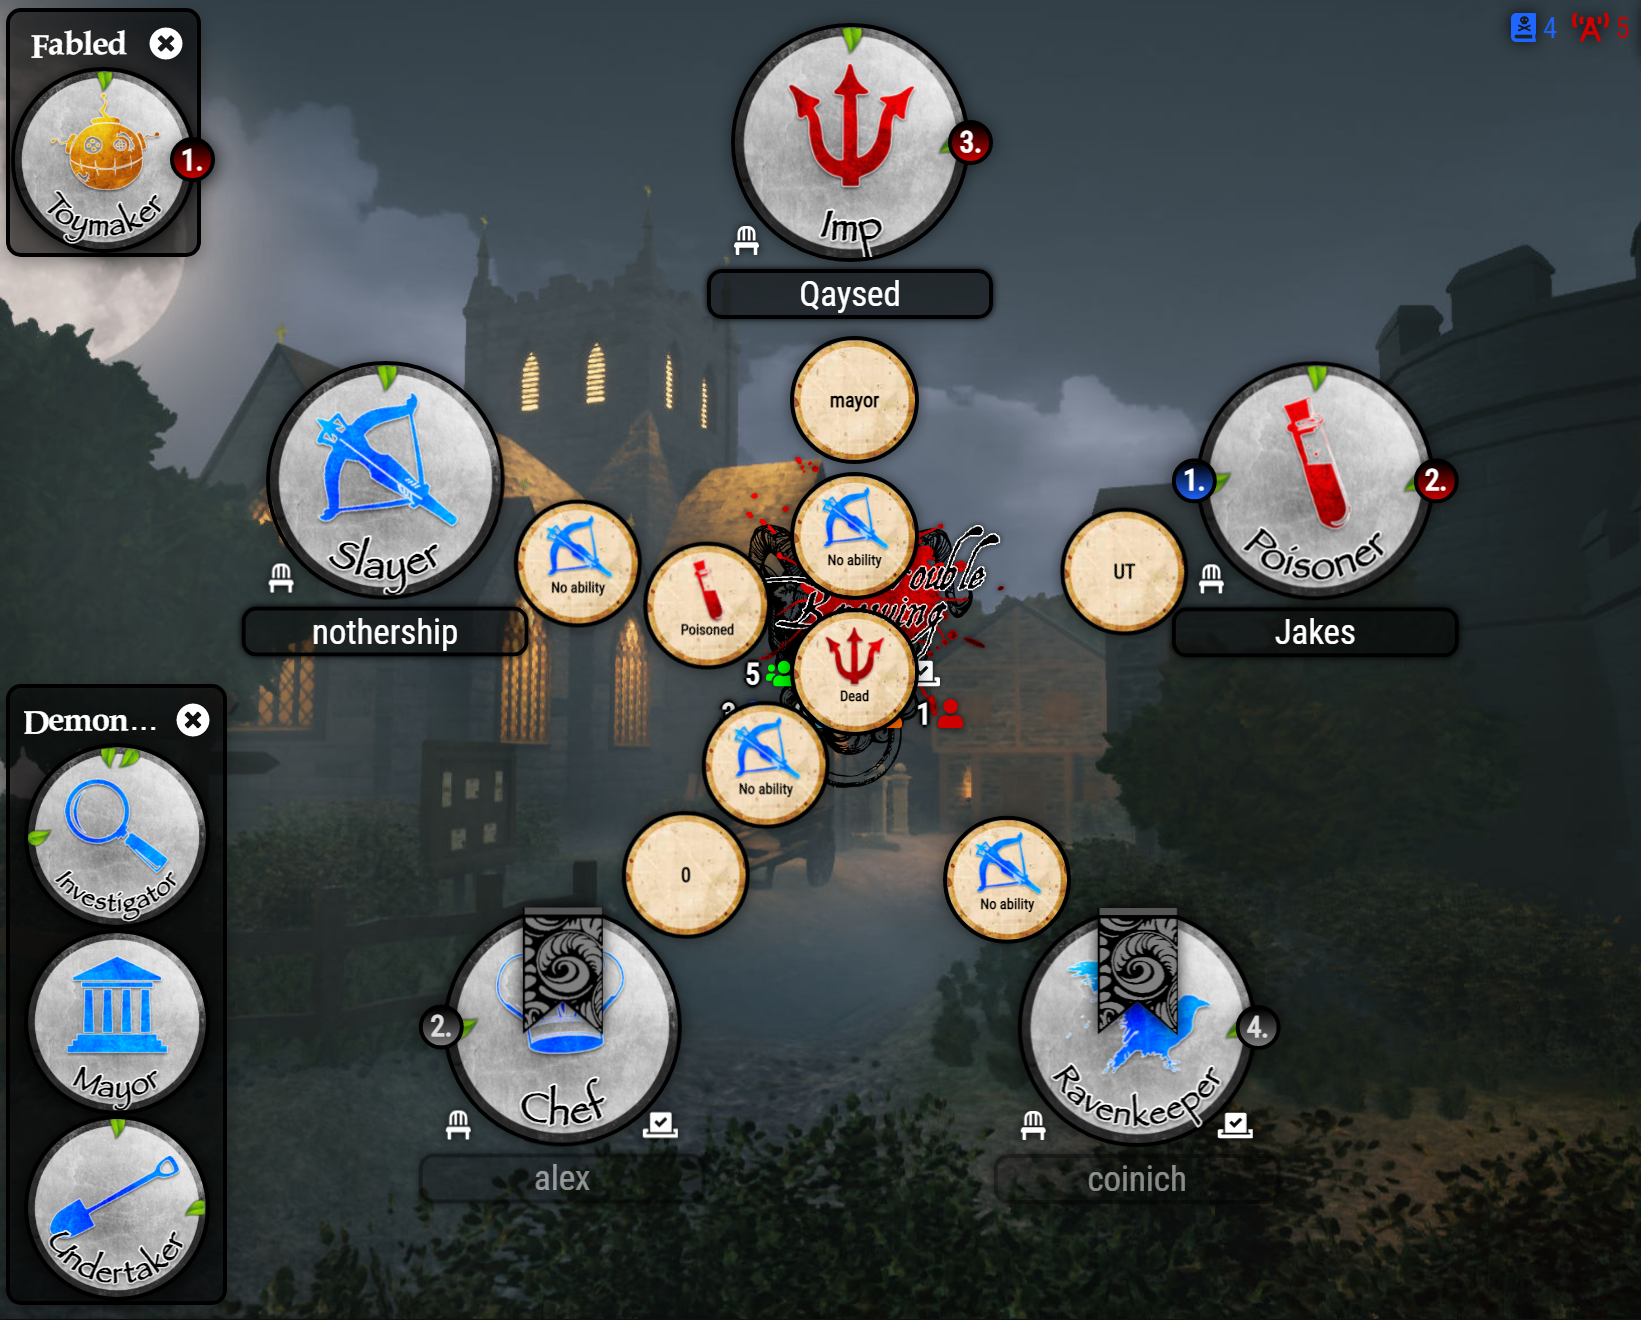 Fabled
Toymaker
1.
Imp
3.
Qaysed
4
5
mayor
Slayer
nothership
No ability
Poisoned
No ability
ouble
Brewing
Dead
5
1
No ability
0
UT
1.
Poisoner
2.
Jakes
Demon...
Investigator
Mayor
Undertaker
2.
Chef
alex
No ability
Ravenkeeper
4.
coinich